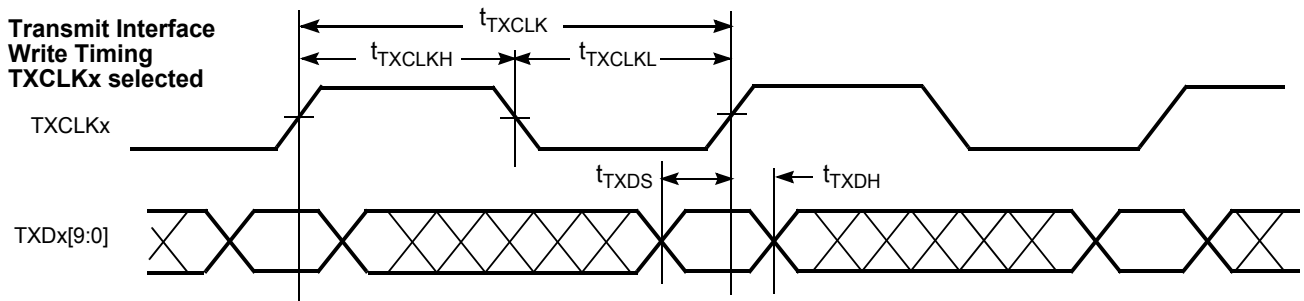 Transmit Interface
Write Timing
TXCLKx selected
tTXCLK
tTXCLKH
tTXCLKL
TXCLKx
tTXDS
tTXDH
TXDx[9:0]